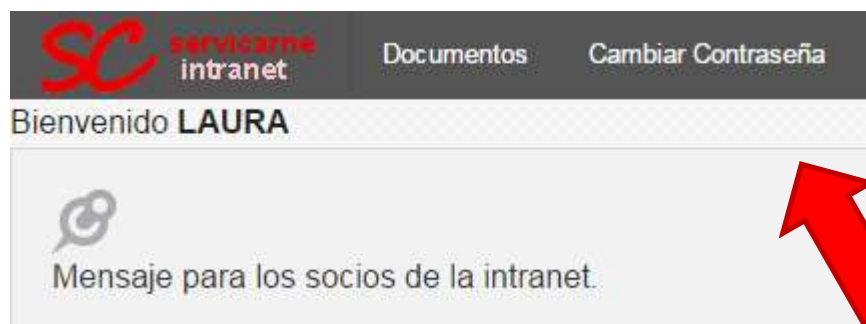 SC servicarne
intranet
Documentos
Cambiar Contraseña
Bienvenido LAURA
Mensaje para los socios de la intranet.